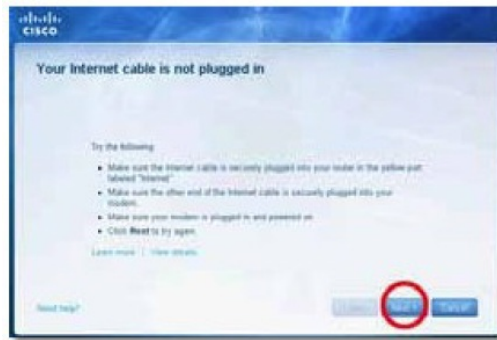 CISCO
Your Internet cable is not plugged in
Try the following:
Make sure the Internet cable is securely plugged into your router in the yellow port
labeled "Internet"
Make sure the other end of the Internet cable is securely plugged into your
modem.
Make sure your modem is plugged in and powered on
Click Next to try again.
Learn more | View details
Need help?
Next
Cancel